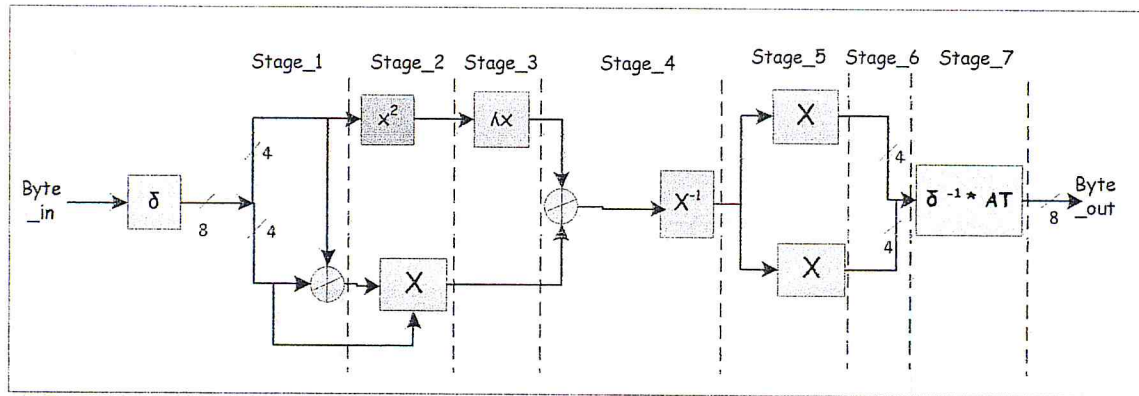 Stage_1
Stage_2
Stage_3
Stage_4
Stage_5
Stage_6
Stage_7
x²
λx
X
4
4
Byte
_in
δ
8
X⁻¹
δ⁻¹* AT
Byte
_out
8
4
4
X
X